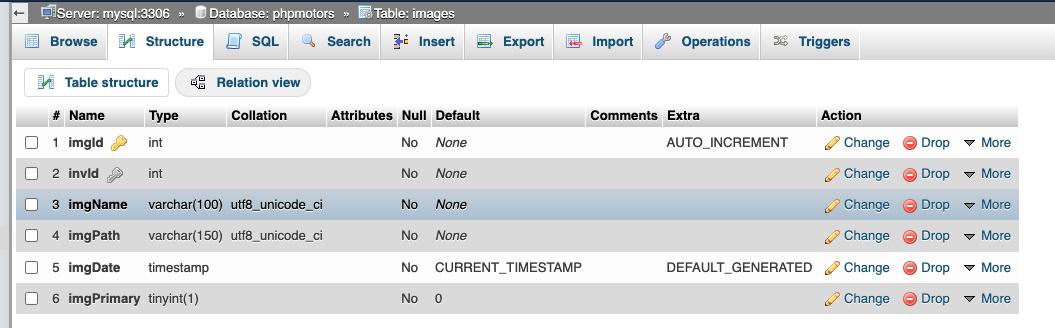 Server: mysql:3306 » Database: phpmotors » Table: images
Browse Structure SQL Search Insert Export Import Operations Triggers
Table structure Relation view
# Name Type Collation Attributes Null Default Comments Extra Action
1 imgId int No None AUTO_INCREMENT Change Drop More
2 invId int No None Change Drop More
3 imgName varchar(100) utf8_unicode_ci No None Change Drop More
4 imgPath varchar(150) utf8_unicode_ci No None Change Drop More
5 imgDate timestamp No CURRENT_TIMESTAMP DEFAULT_GENERATED Change Drop More
6 imgPrimary tinyint(1) No 0 Change Drop More